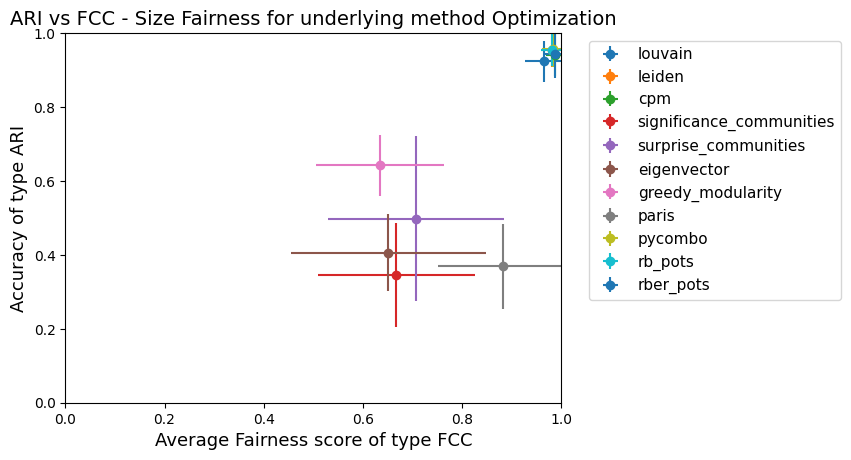 ARI vs FCC - Size Fairness for underlying method Optimization
1.0
0.8
0.6
0.4
0.2
0.0
Accuracy of type ARI
0.0 0.2 0.4 0.6 0.8 1.0
Average Fairness score of type FCC
louvain
leiden
cpm
significance_communities
surprise_communities
eigenvector
greedy_modularity
paris
pycombo
rb_pots
rber_pots